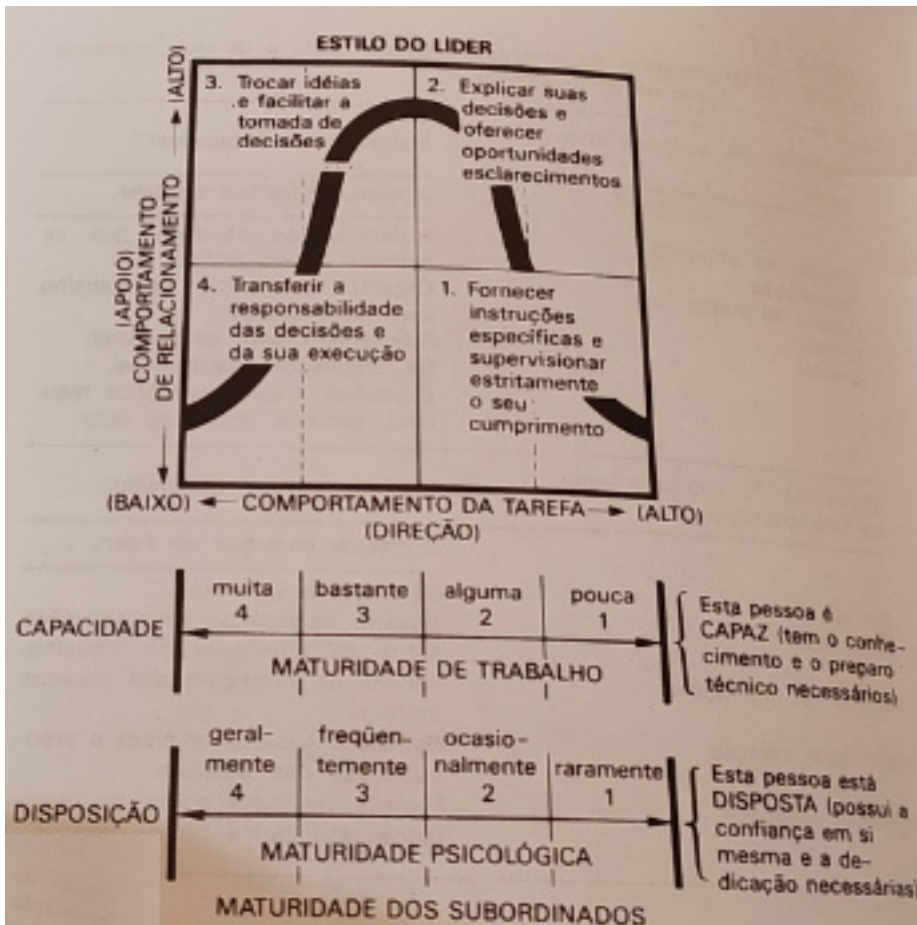 ESTILO DO LÍDER
(ALTO)
3. Trocar idéias
e facilitar a
tomada de
decisões
2. Explicar suas
decisões e
oferecer
oportunidades
esclarecimentos
(APOIO)
COMPORTAMENTO
DE RELACIONAMENTO
4. Transferir a
responsabilidade
das decisões e
da sua execução
1. Fornecer
instruções
específicas e
supervisionar
estritamente
o seu
cumprimento
(BAIXO) COMPORTAMENTO DA TAREFA (ALTO)
(DIREÇÃO)
muita bastante alguma pouca
4 3 2 1
CAPACIDADE
MATURIDADE DE TRABALHO
Esta pessoa é
CAPAZ (tem o conhe-
cimento e o preparo
técnico necessários)
geral- freqüen- ocasio-
mente temente nalmente raramente
4 3 2 1
DISPOSIÇÃO
MATURIDADE PSICOLÓGICA
Esta pessoa está
DISPOSTA (possui a
confiança em si
mesma e a de-
dicação necessárias)
MATURIDADE DOS SUBORDINADOS